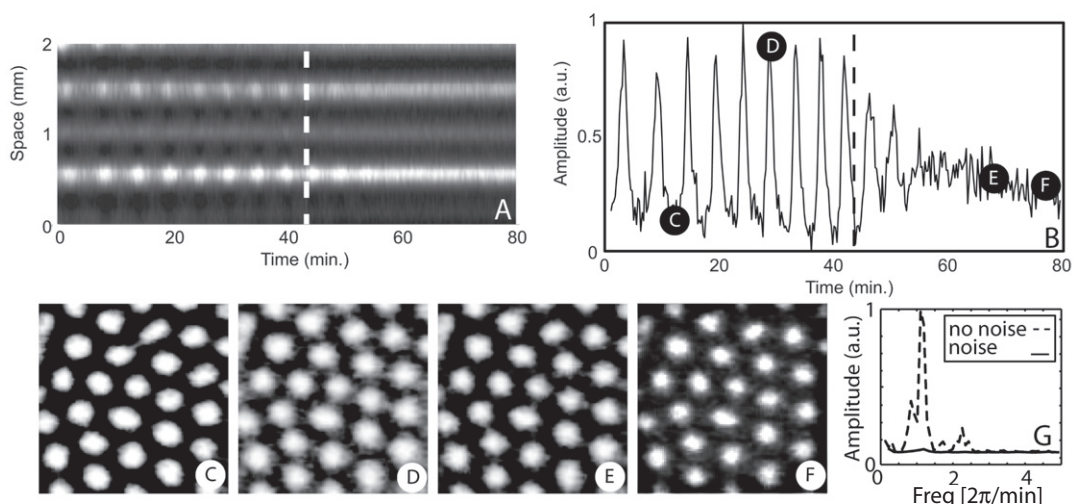 2
1
0
Space (mm)
0 20 40 60 80
Time (min.)
A
1
0.5
0
Amplitude (a.u.)
C
D
E
F
B
0 20 40 60 80
Time (min.)
C
D
E
F
1
0
Amplitude (a.u.)
no noise
noise
G
0 2 4
Freq [2π/min]